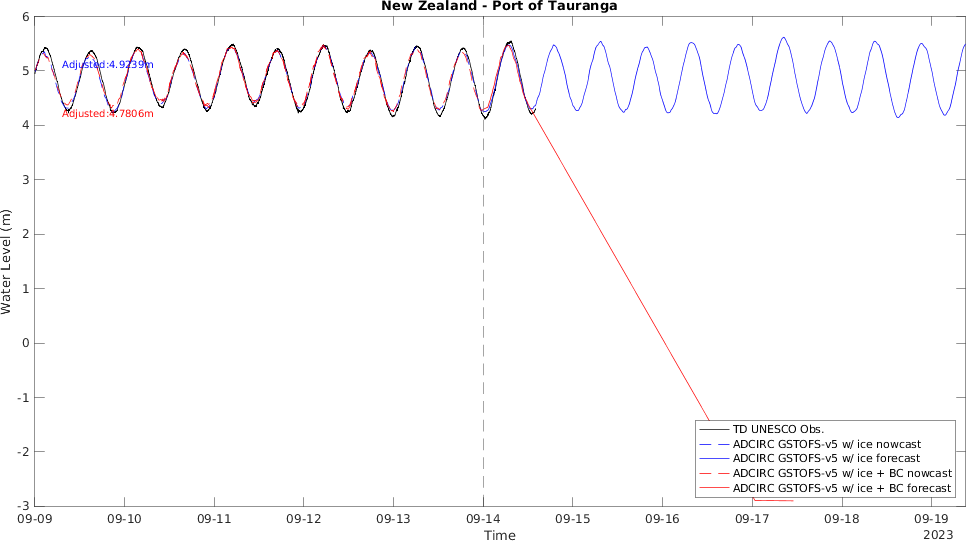 New Zealand - Port of Tauranga
6
5
4
3
2
1
0
-1
-2
-3
Water Level (m)
Adjusted:4.9239m
Adjusted:4.7806m
TD UNESCO Obs.
ADCIRC GSTOFS-v5 w/ ice nowcast
ADCIRC GSTOFS-v5 w/ ice forecast
ADCIRC GSTOFS-v5 w/ ice + BC nowcast
ADCIRC GSTOFS-v5 w/ ice + BC forecast
09-09 09-10 09-11 09-12 09-13 09-14 09-15 09-16 09-17 09-18 09-19
Time
2023